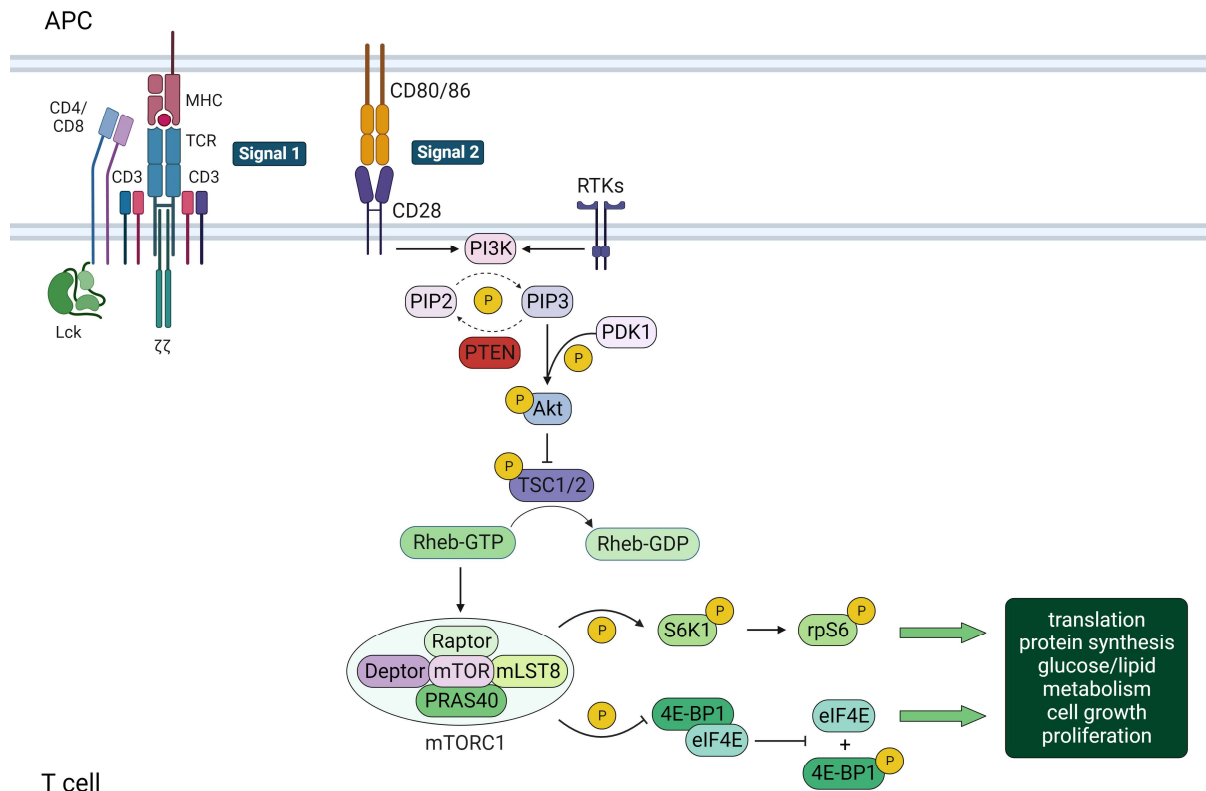 APC
CD4/
CD8
MHC
TCR
Signal 1
CD3
CD3
Lck
ζζ
CD80/86
Signal 2
CD28
RTKs
PI3K
PIP2
P
PIP3
PTEN
PDK1
P
P
Akt
P
TSC1/2
Rheb-GTP
Rheb-GDP
Raptor
Deptor
mTOR
mLST8
PRAS40
mTORC1
P
S6K1
P
rpS6
P
P
4E-BP1
eIF4E
eIF4E
+
4E-BP1
P
translation
protein synthesis
glucose/lipid
metabolism
cell growth
proliferation
T cell